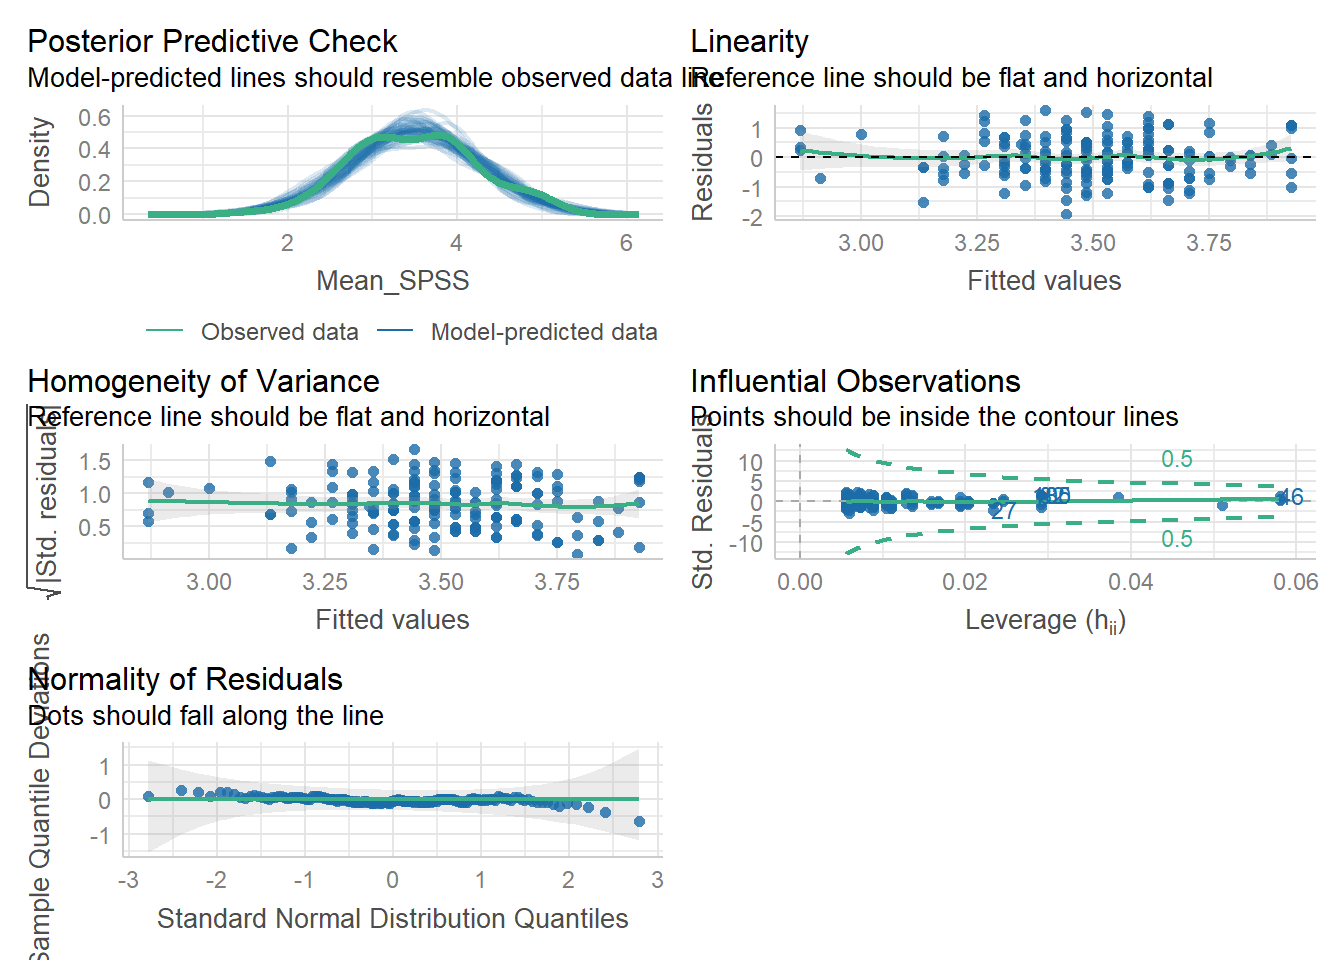 Posterior Predictive Check
Model-predicted lines should resemble observed data line
Density
0.6
0.4
0.2
0.0
2
4
6
Mean_SPSS
Observed data
Model-predicted data
Linearity
Reference line should be flat and horizontal
Residuals
1
0
-1
-2
3.00
3.25
3.50
3.75
Fitted values
Homogeneity of Variance
Reference line should be flat and horizontal
√|Std. residuals|
1.5
1.0
0.5
3.00
3.25
3.50
3.75
Fitted values
Influential Observations
Points should be inside the contour lines
Std. Residuals
10
5
0
-5
-10
0.5
0.5
27
46
0.00
0.02
0.04
0.06
Leverage (hii)
Normality of Residuals
Dots should fall along the line
Sample Quantile Deviations
1
0
-1
-3
-2
-1
0
1
2
3
Standard Normal Distribution Quantiles